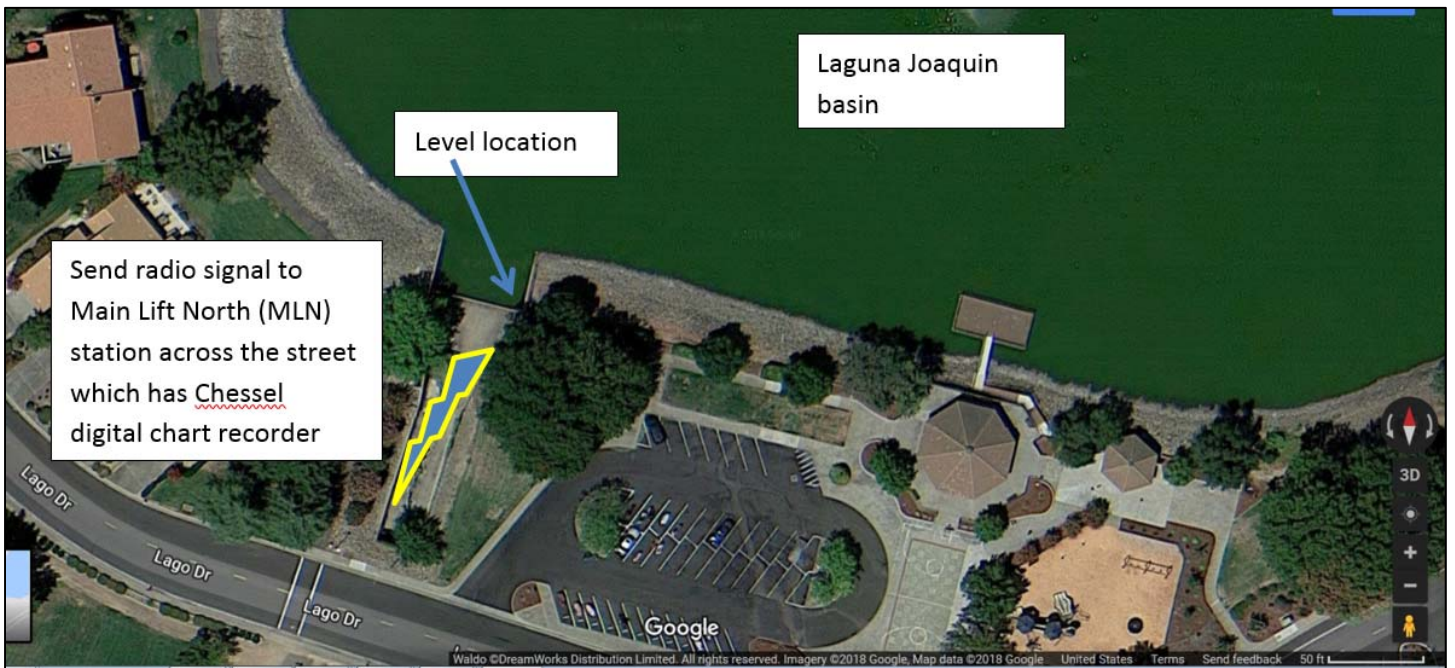 Laguna Joaquin
basin
Level location
Send radio signal to
Main Lift North (MLN)
station across the street
which has Chessel
digital chart recorder
Lago Dr
Lago Dr
Lago Dr
3D
Google
Waldo ©DreamWorks Distribution Limited. All rights reserved. Imagery ©2018 Google, Map data ©2018 Google United States Terms Send feedback 50 ft